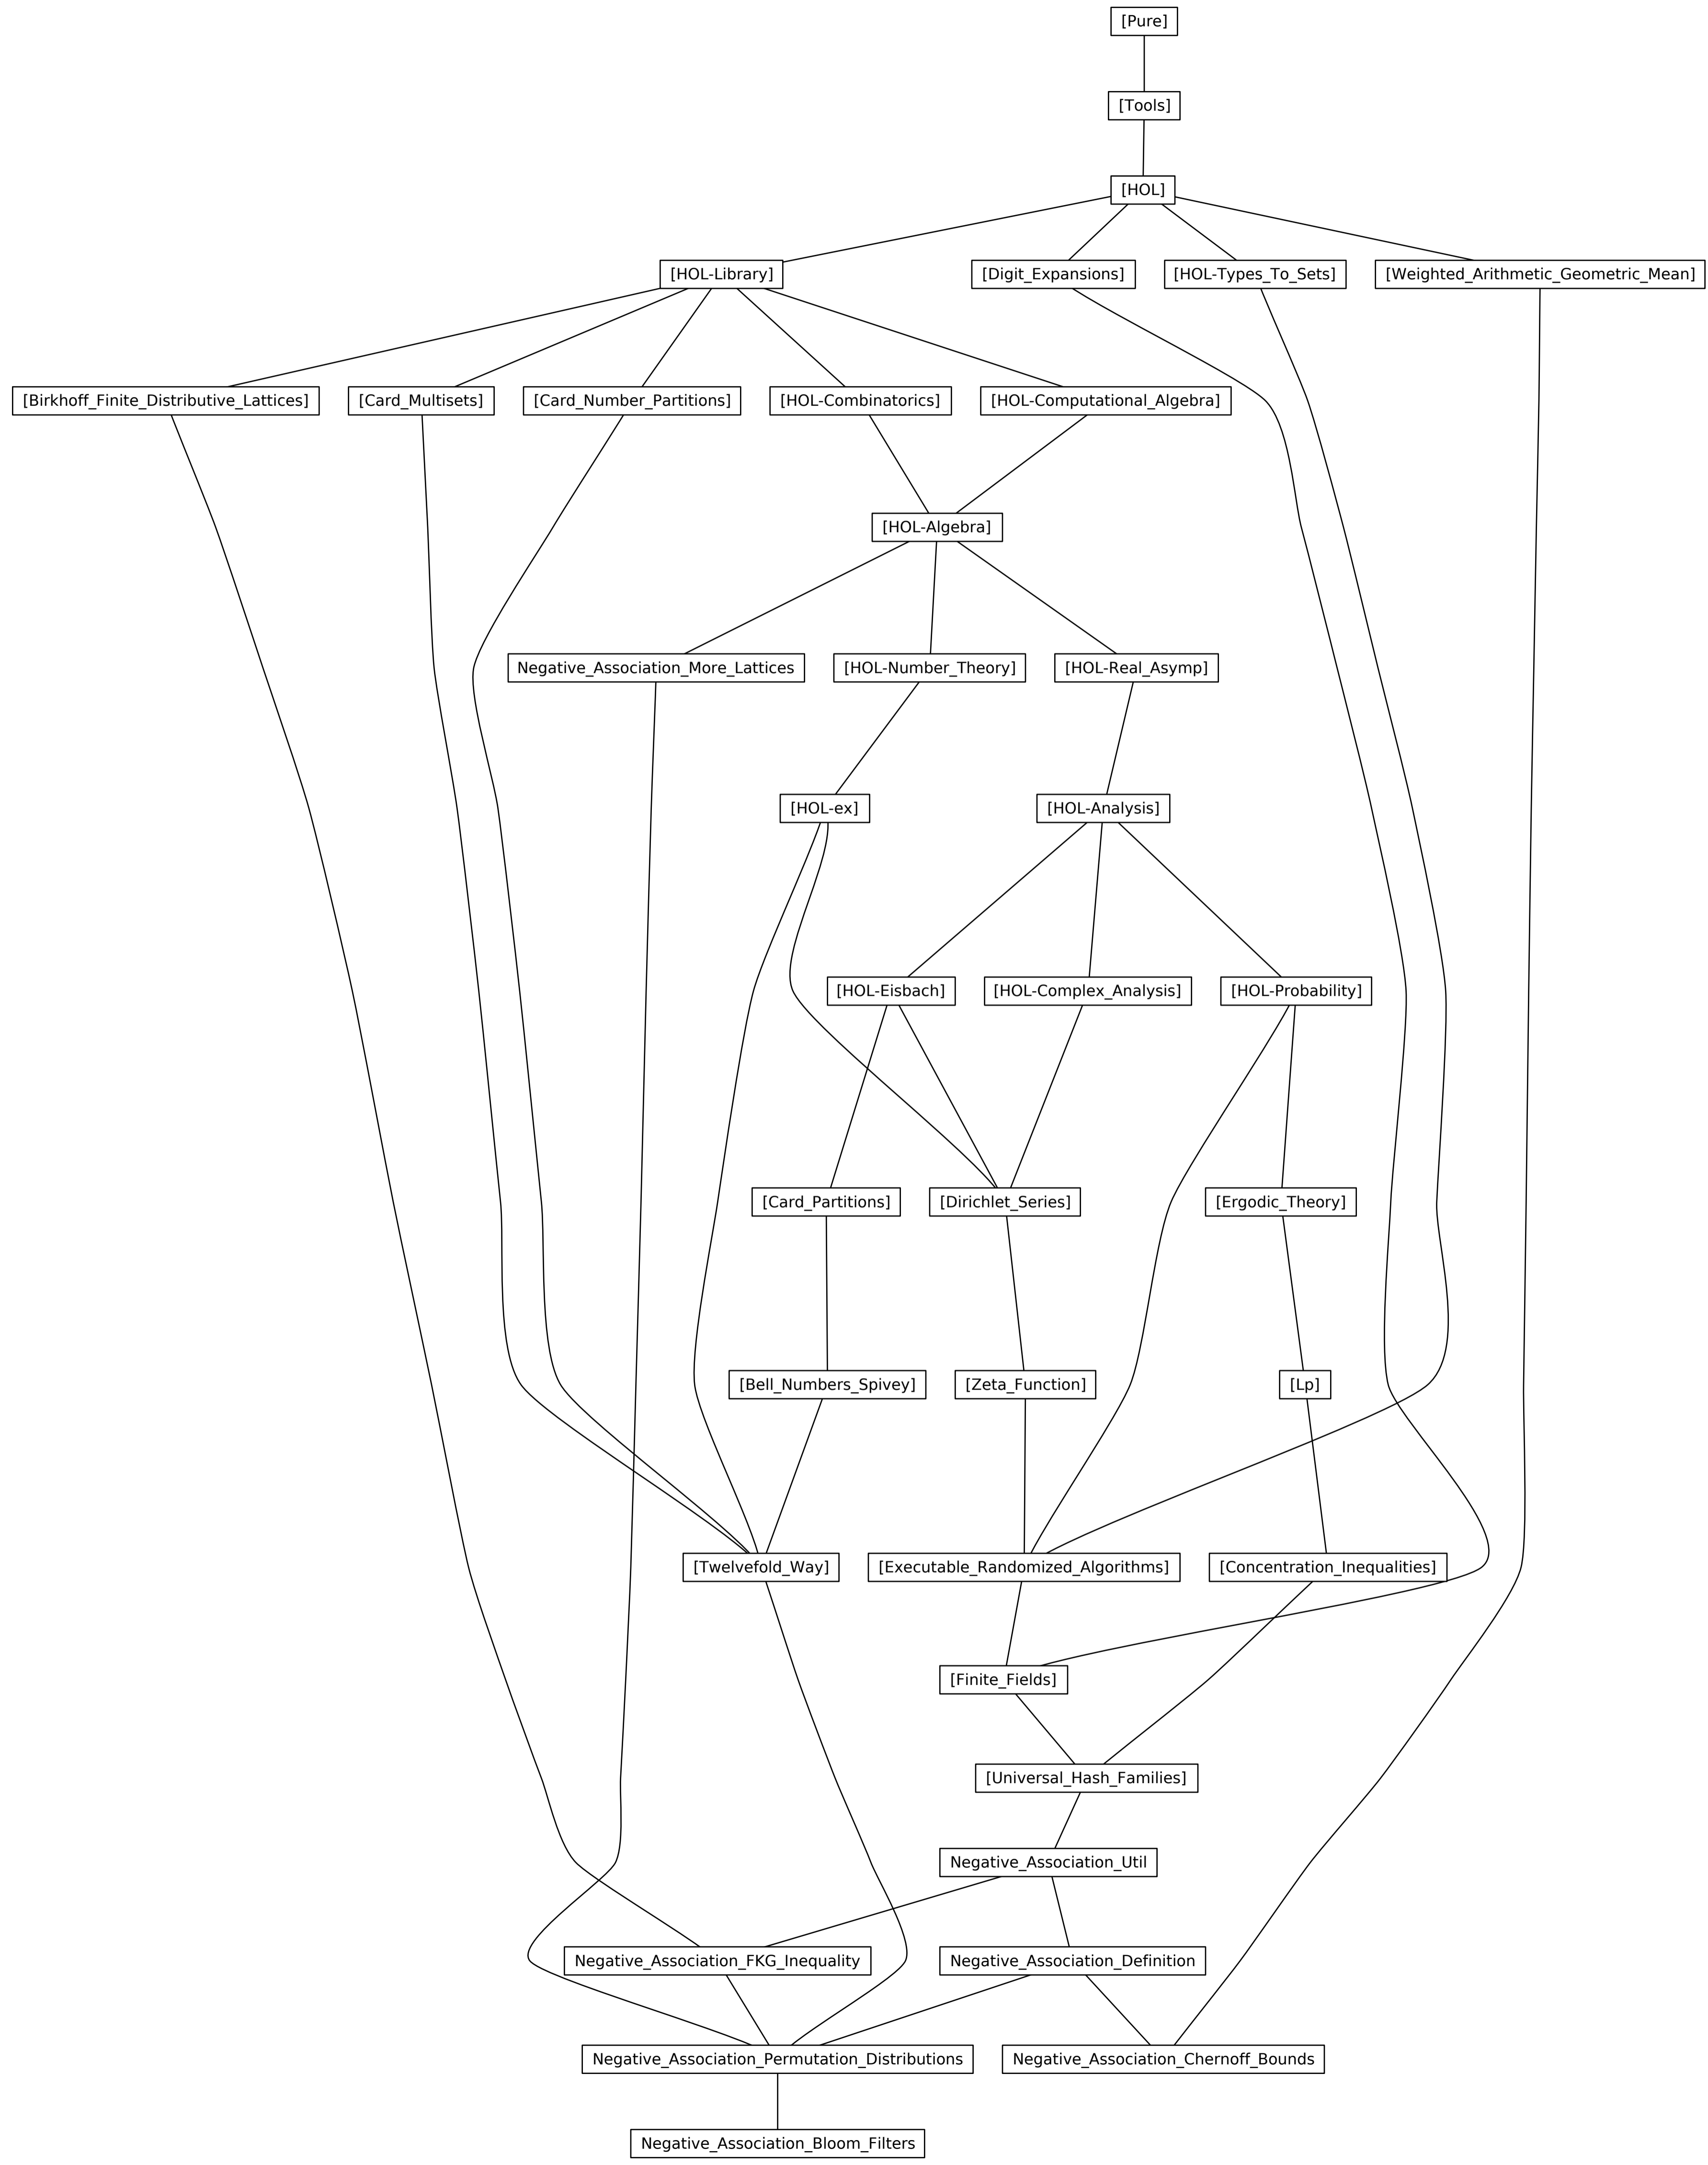 [Pure]
[Tools]
[HOL]
[HOL-Library]
[Digit_Expansions]
[HOL-Types_To_Sets]
[Weighted_Arithmetic_Geometric_Mean]
[Birkhoff_Finite_Distributive_Lattices]
[Card_Multisets]
[Card_Number_Partitions]
[HOL-Combinatorics]
[HOL-Computational_Algebra]
[HOL-Algebra]
Negative_Association_More_Lattices
[HOL-Number_Theory]
[HOL-Real_Asymp]
[HOL-ex]
[HOL-Analysis]
[HOL-Eisbach]
[HOL-Complex_Analysis]
[HOL-Probability]
[Card_Partitions]
[Dirichlet_Series]
[Ergodic_Theory]
[Bell_Numbers_Spivey]
[Zeta_Function]
[Lp]
[Twelvefold_Way]
[Executable_Randomized_Algorithms]
[Concentration_Inequalities]
[Finite_Fields]
[Universal_Hash_Families]
Negative_Association_Util
Negative_Association_FKG_Inequality
Negative_Association_Definition
Negative_Association_Permutation_Distributions
Negative_Association_Chernoff_Bounds
Negative_Association_Bloom_Filters